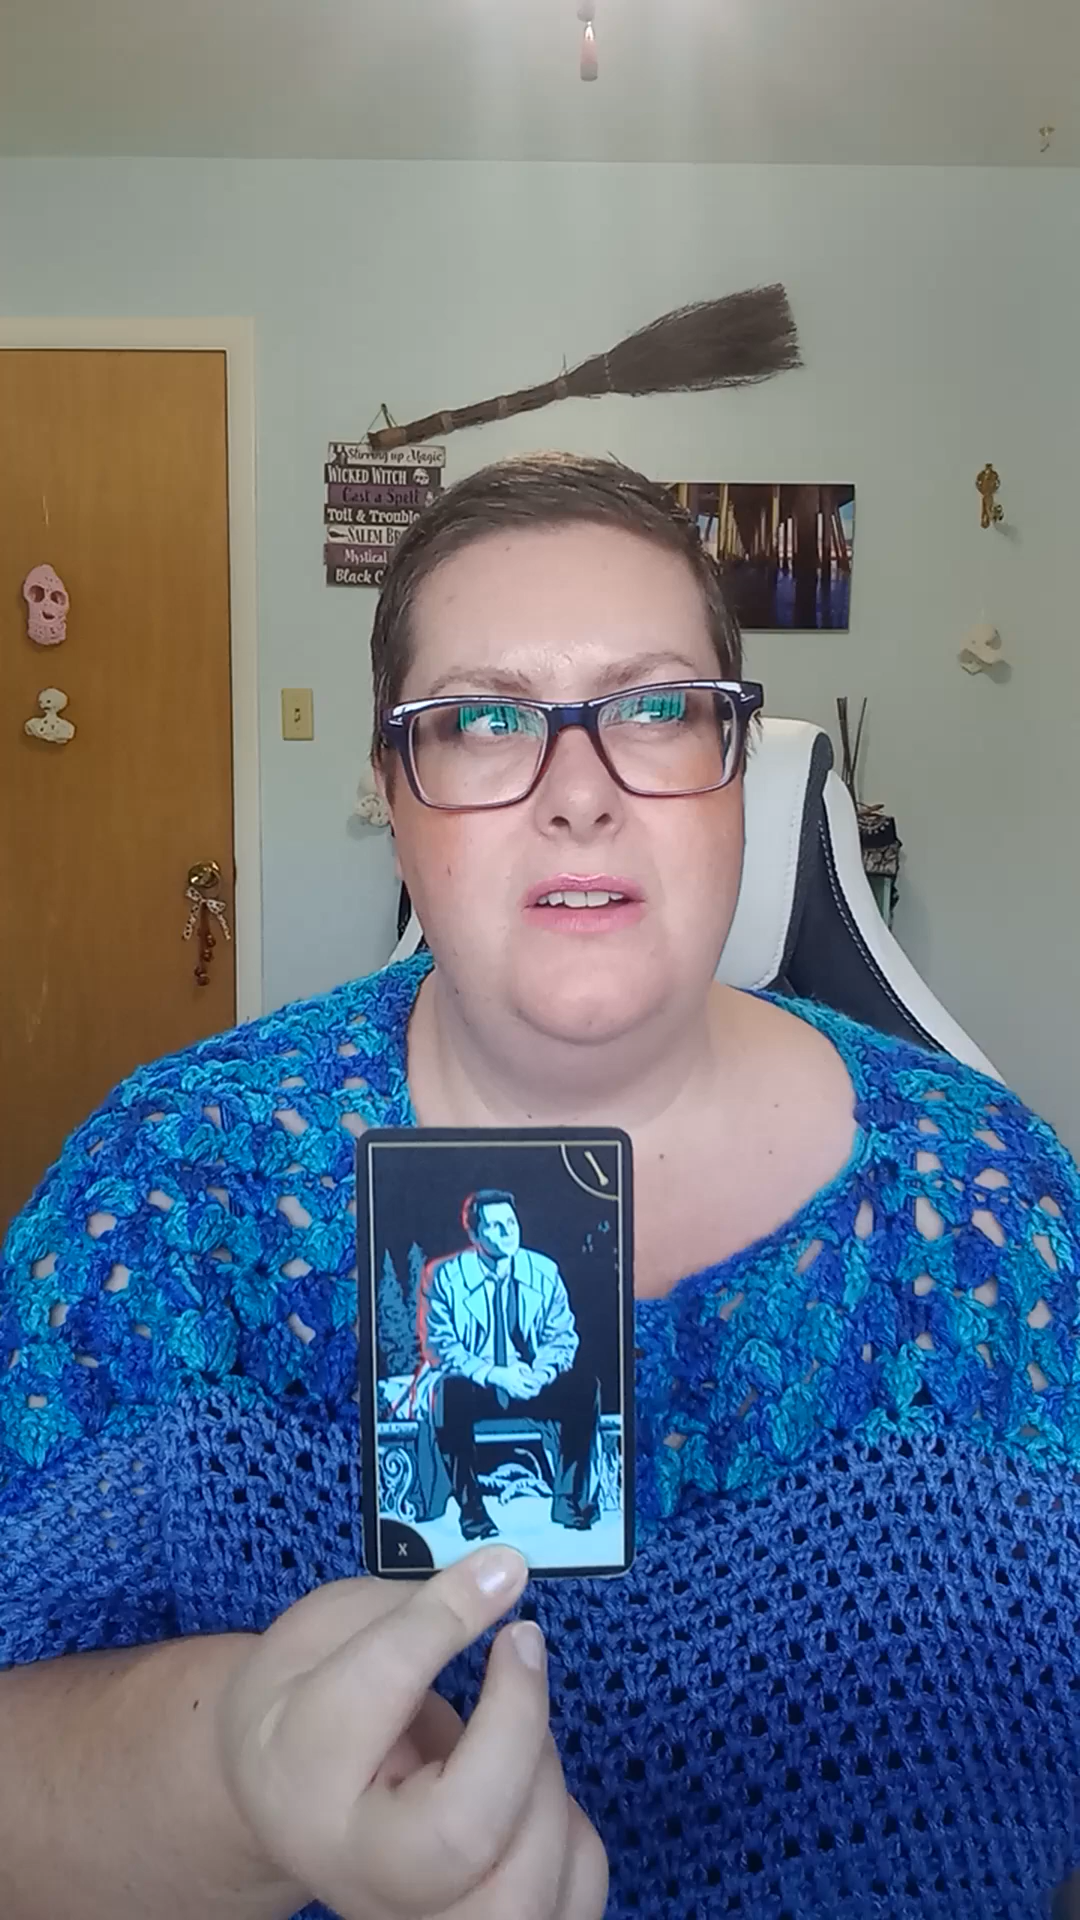 Stirring up Magic
WICKED WITCH
Cast a Spell
Toil & Trouble
SALEM
Mystical
Black
X